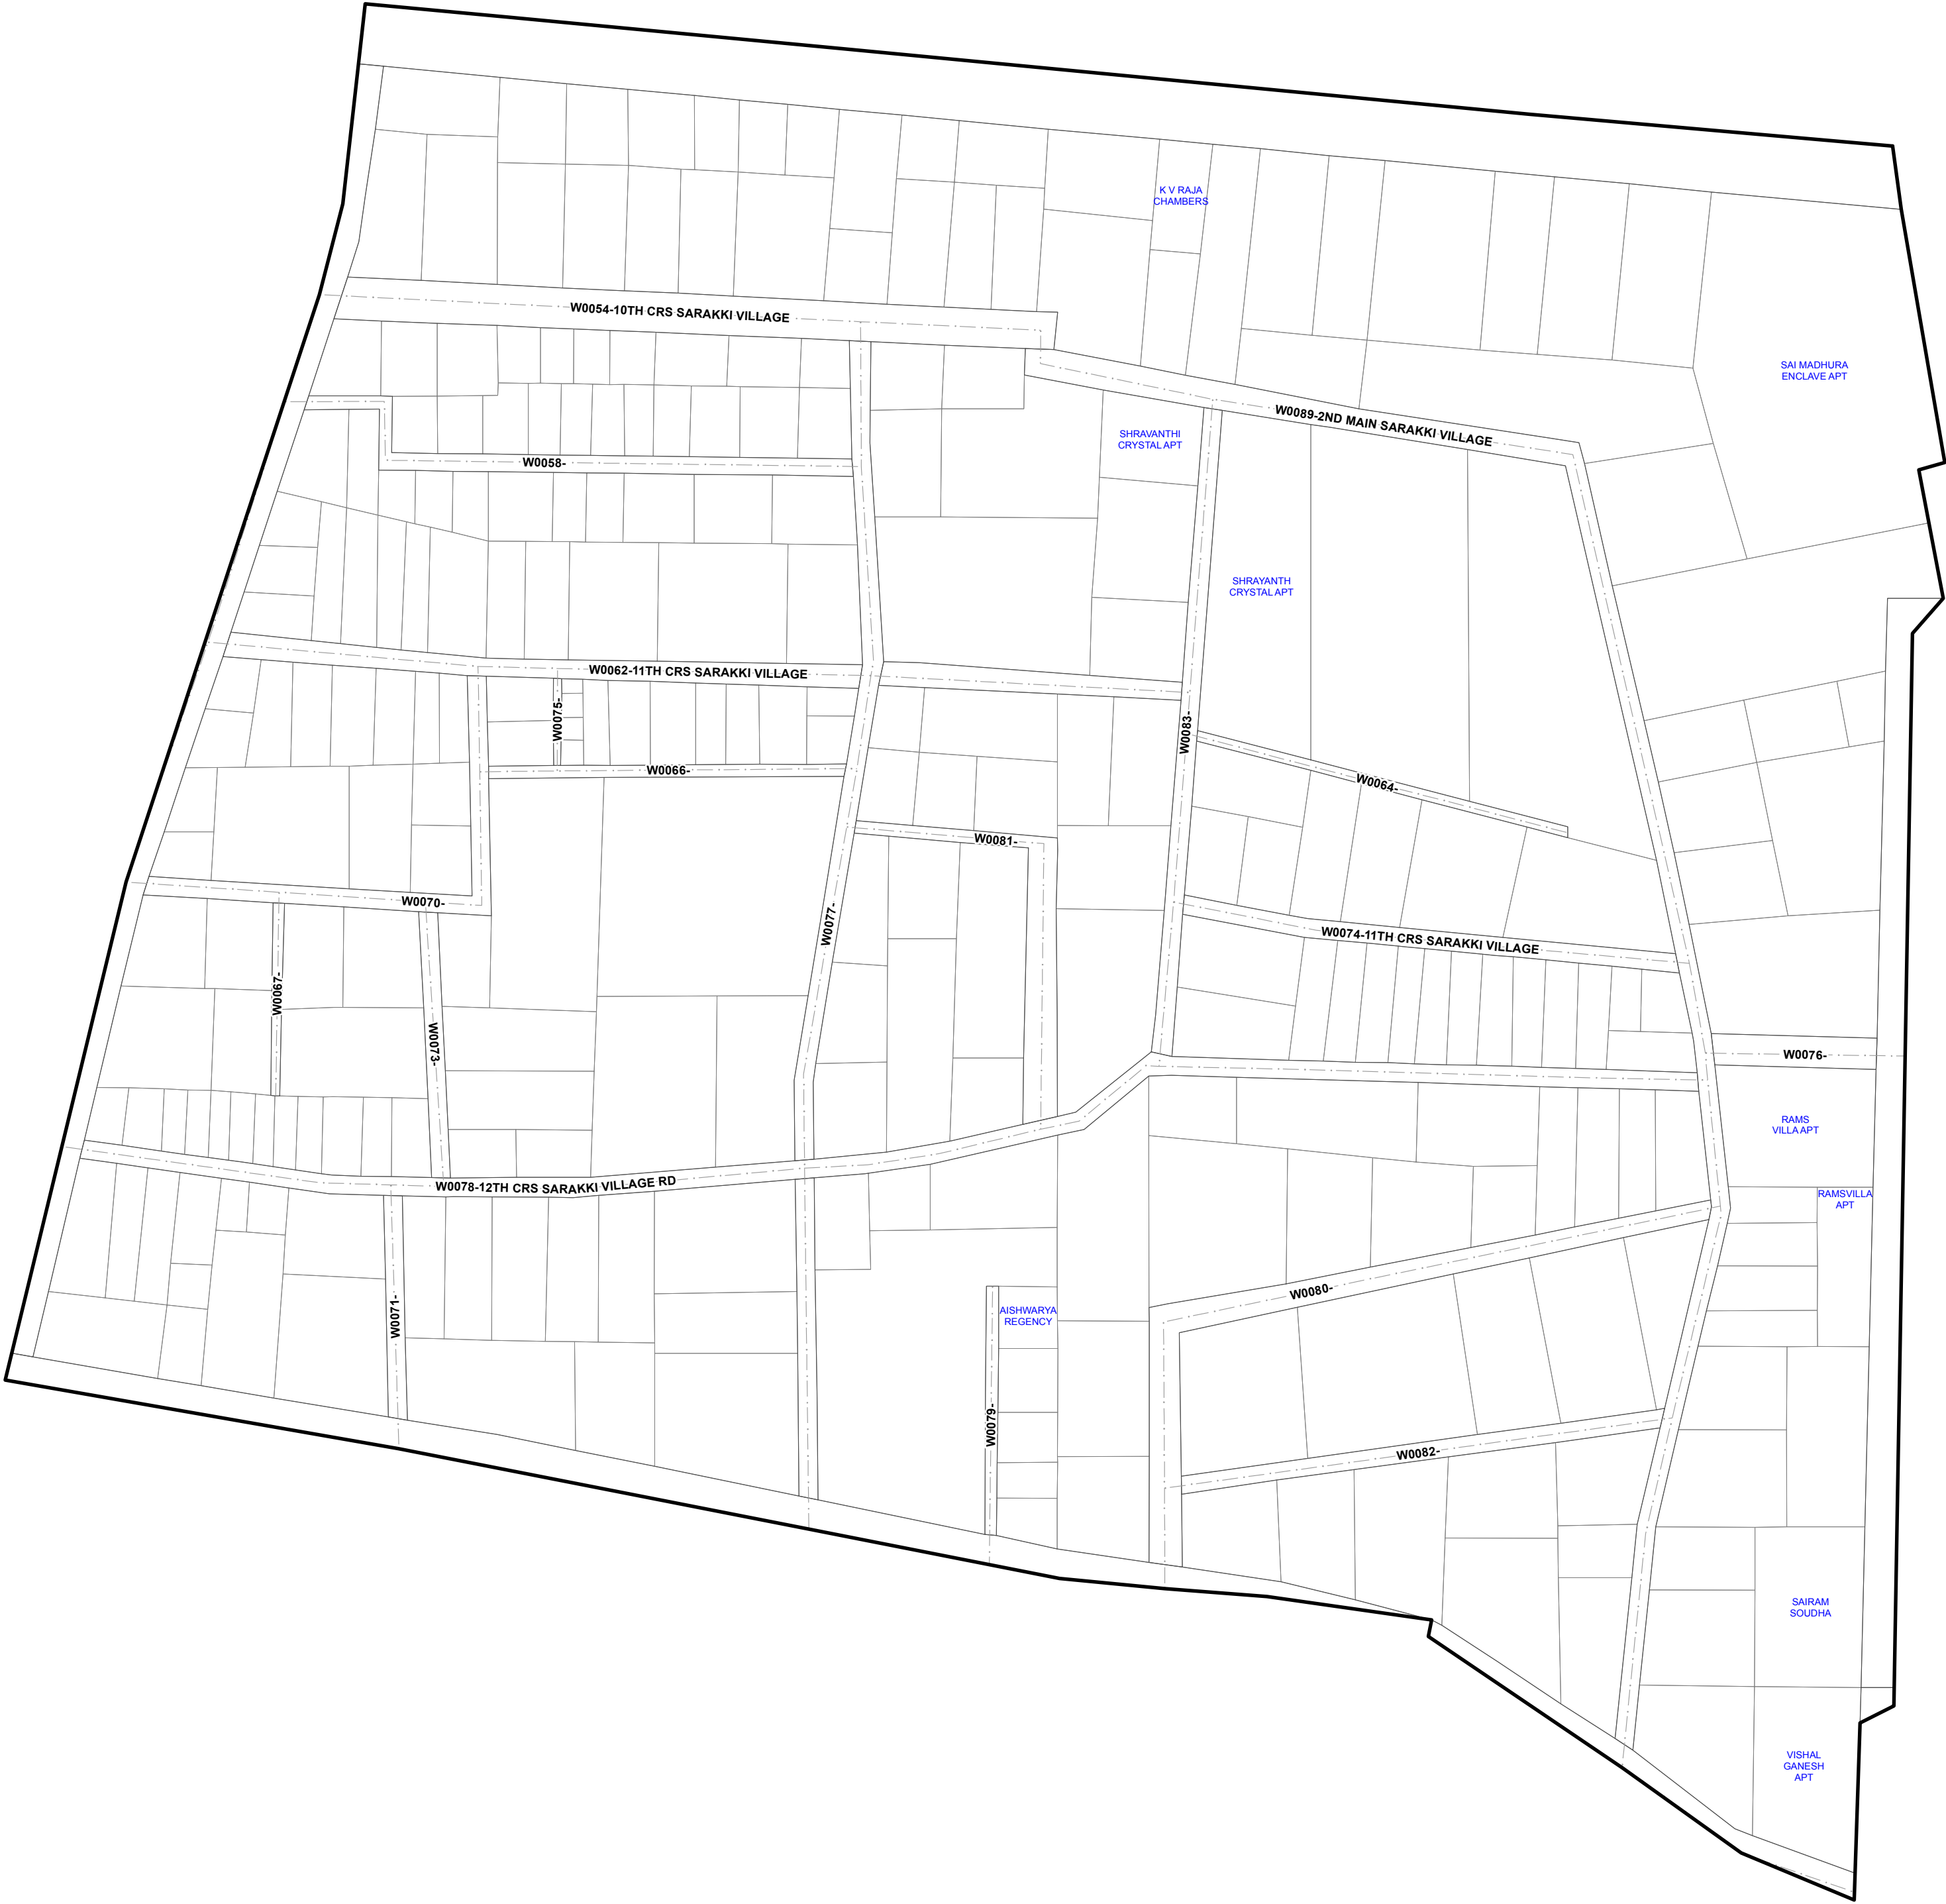 K V RAJA
CHAMBERS
W0054-10TH CRS SARAKKI VILLAGE
SAI MADHURA
ENCLAVE APT
W0089-2ND MAIN SARAKKI VILLAGE
SHRAVANTHI
CRYSTAL APT
W0058-
SHRAYANTH
CRYSTAL APT
W0062-11TH CRS SARAKKI VILLAGE
W0075-
W0083-
W0066-
W0064-
W0081-
W0070-
W0077-
W0074-11TH CRS SARAKKI VILLAGE
W0067-
W0073-
W0076-
RAMS
VILLA APT
W0078-12TH CRS SARAKKI VILLAGE RD
RAMSVILLA
APT
W0080-
W0071-
AISHWARYA
REGENCY
W0079-
W0082-
SAIRAM
SOUDHA
VISHAL
GANESH
APT